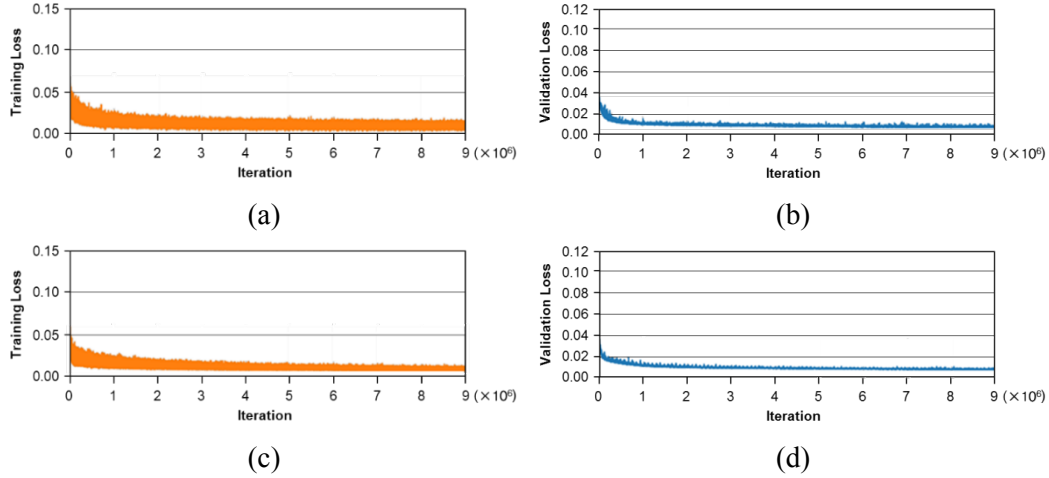 Training Loss
0.15
0.10
0.05
0.00
0 1 2 3 4 5 6 7 8 9 (×10⁶)
Iteration
(a)
Validation Loss
0.12
0.10
0.08
0.06
0.04
0.02
0.00
0 1 2 3 4 5 6 7 8 9 (×10⁶)
Iteration
(b)
Training Loss
0.15
0.10
0.05
0.00
0 1 2 3 4 5 6 7 8 9 (×10⁶)
Iteration
(c)
Validation Loss
0.12
0.10
0.08
0.06
0.04
0.02
0.00
0 1 2 3 4 5 6 7 8 9 (×10⁶)
Iteration
(d)